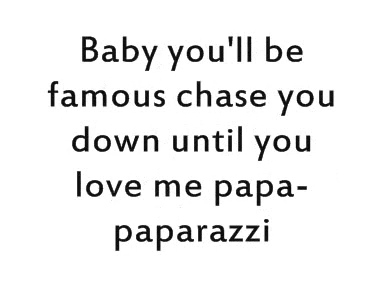 Baby you'll be
famous chase you
down until you
love me papa-
paparazzi